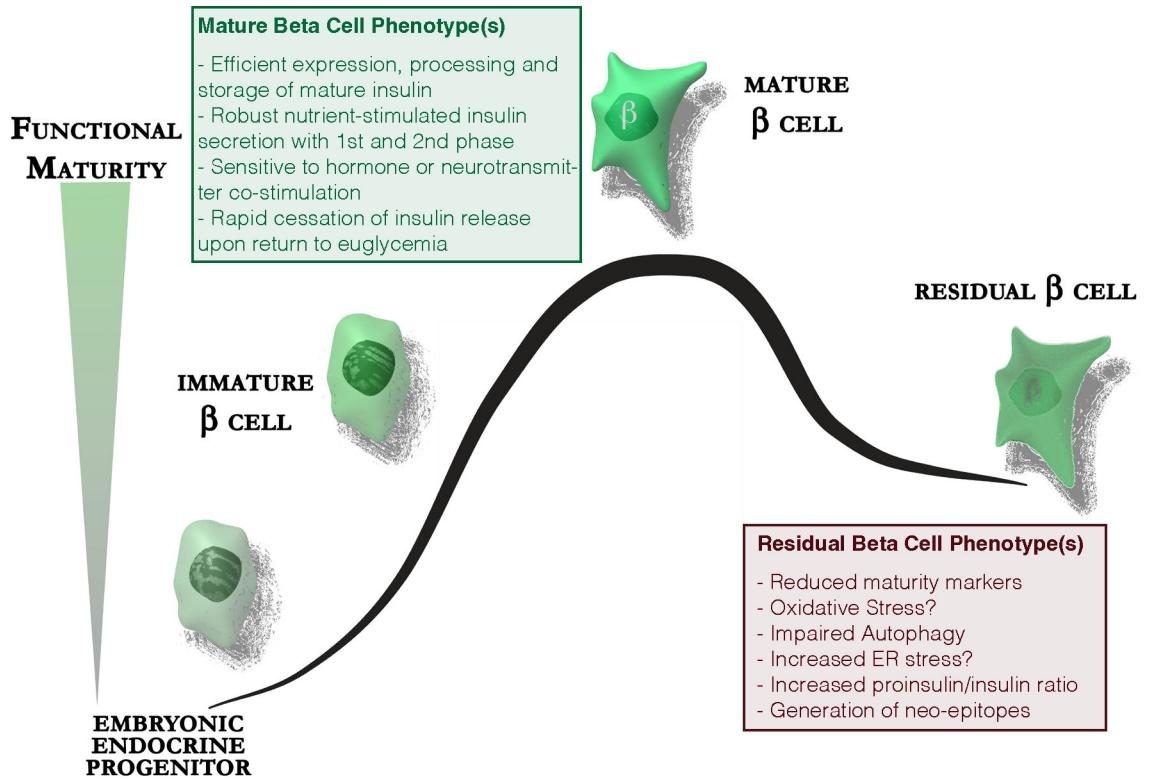 Mature Beta Cell Phenotype(s)
- Efficient expression, processing and
storage of mature insulin
- Robust nutrient-stimulated insulin
secretion with 1st and 2nd phase
- Sensitive to hormone or neurotransmit-
ter co-stimulation
- Rapid cessation of insulin release
upon return to euglycemia
β
MATURE
β CELL
FUNCTIONAL
MATURITY
RESIDUAL β CELL
β
IMMATURE
β CELL
Residual Beta Cell Phenotype(s)
- Reduced maturity markers
- Oxidative Stress?
- Impaired Autophagy
- Increased ER stress?
- Increased proinsulin/insulin ratio
- Generation of neo-epitopes
EMBRYONIC
ENDOCRINE
PROGENITOR